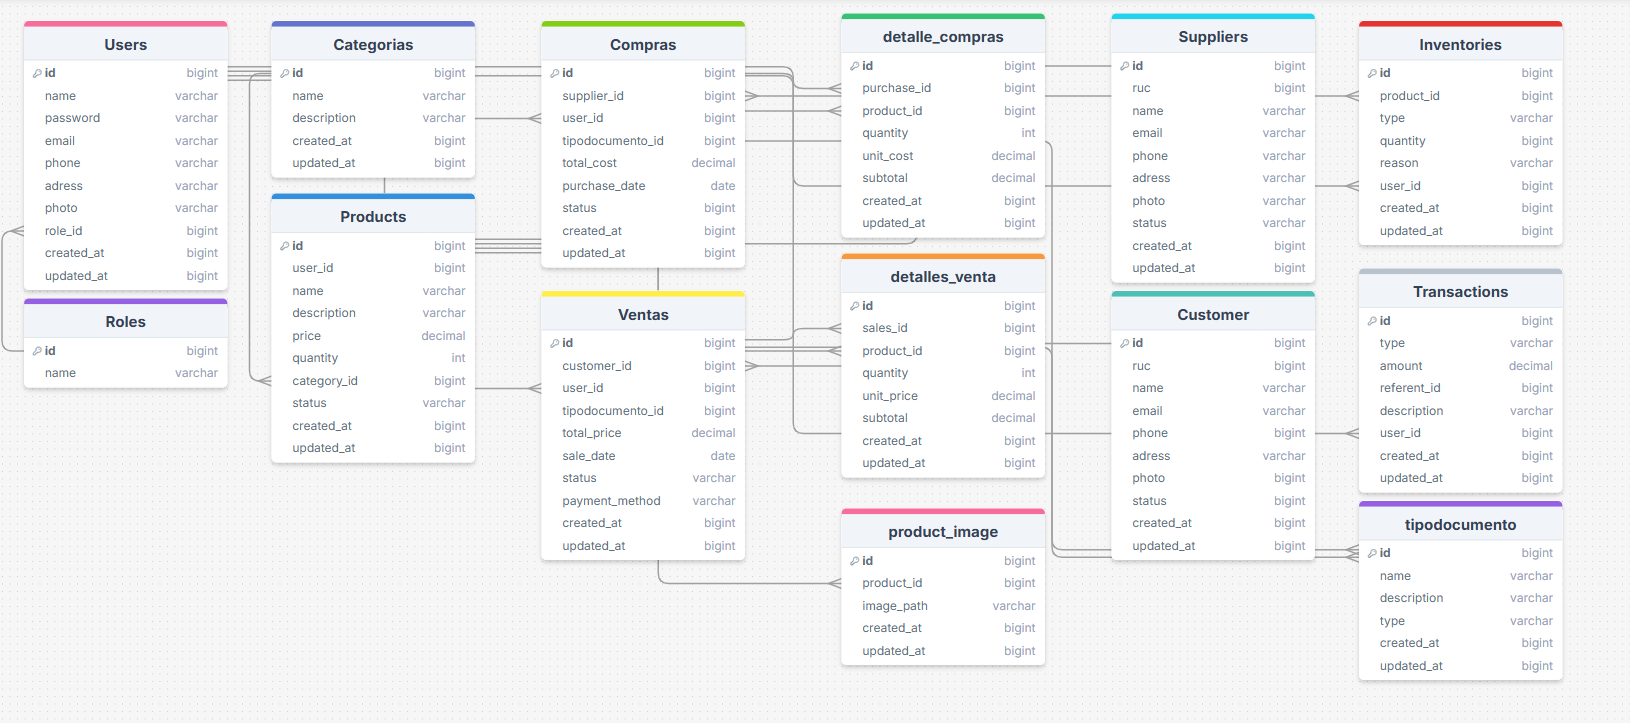 Users
id bigint
name varchar
password varchar
email varchar
phone varchar
adress varchar
photo varchar
role_id bigint
created_at bigint
updated_at bigint
Roles
id bigint
name varchar
Categorias
id bigint
name varchar
description varchar
created_at bigint
updated_at bigint
Products
id bigint
user_id bigint
name varchar
description varchar
price decimal
quantity int
category_id bigint
status varchar
created_at bigint
updated_at bigint
Compras
id bigint
supplier_id bigint
user_id bigint
tipodocumento_id bigint
total_cost decimal
purchase_date date
status bigint
created_at bigint
updated_at bigint
Ventas
id bigint
customer_id bigint
user_id bigint
tipodocumento_id bigint
total_price decimal
sale_date date
status varchar
payment_method varchar
created_at bigint
updated_at bigint
detalle_compras
id bigint
purchase_id bigint
product_id bigint
quantity int
unit_cost decimal
subtotal decimal
created_at bigint
updated_at bigint
detalles_venta
id bigint
sales_id bigint
product_id bigint
quantity int
unit_price decimal
subtotal decimal
created_at bigint
updated_at bigint
product_image
id bigint
product_id bigint
image_path varchar
created_at bigint
updated_at bigint
Suppliers
id bigint
ruc bigint
name varchar
email varchar
phone varchar
adress varchar
photo varchar
status varchar
created_at bigint
updated_at bigint
Customer
id bigint
ruc bigint
name varchar
email varchar
phone bigint
adress varchar
photo bigint
status bigint
created_at bigint
updated_at bigint
Inventories
id bigint
product_id bigint
type varchar
quantity bigint
reason varchar
user_id bigint
created_at bigint
updated_at bigint
Transactions
id bigint
type varchar
amount decimal
referent_id bigint
description varchar
user_id bigint
created_at bigint
updated_at bigint
tipodocumento
id bigint
name varchar
description varchar
type varchar
created_at bigint
updated_at bigint